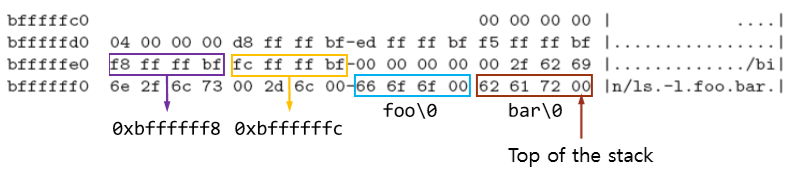 bfffffc0 00 00 00 00 | ....|
bfffffd0 04 00 00 00 d8 ff ff bf-ed ff ff bf f5 ff ff bf |................|
bfffffe0 f8 ff ff bf fc ff ff bf-00 00 00 00 00 2f 62 69 |............./bi|
bffffff0 6e 2f 6c 73 00 2d 6c 00-66 6f 6f 00 62 61 72 00 |n/ls.-l.foo.bar.|
foo\0 bar\0
0xbffffff8 0xbffffffc
Top of the stack